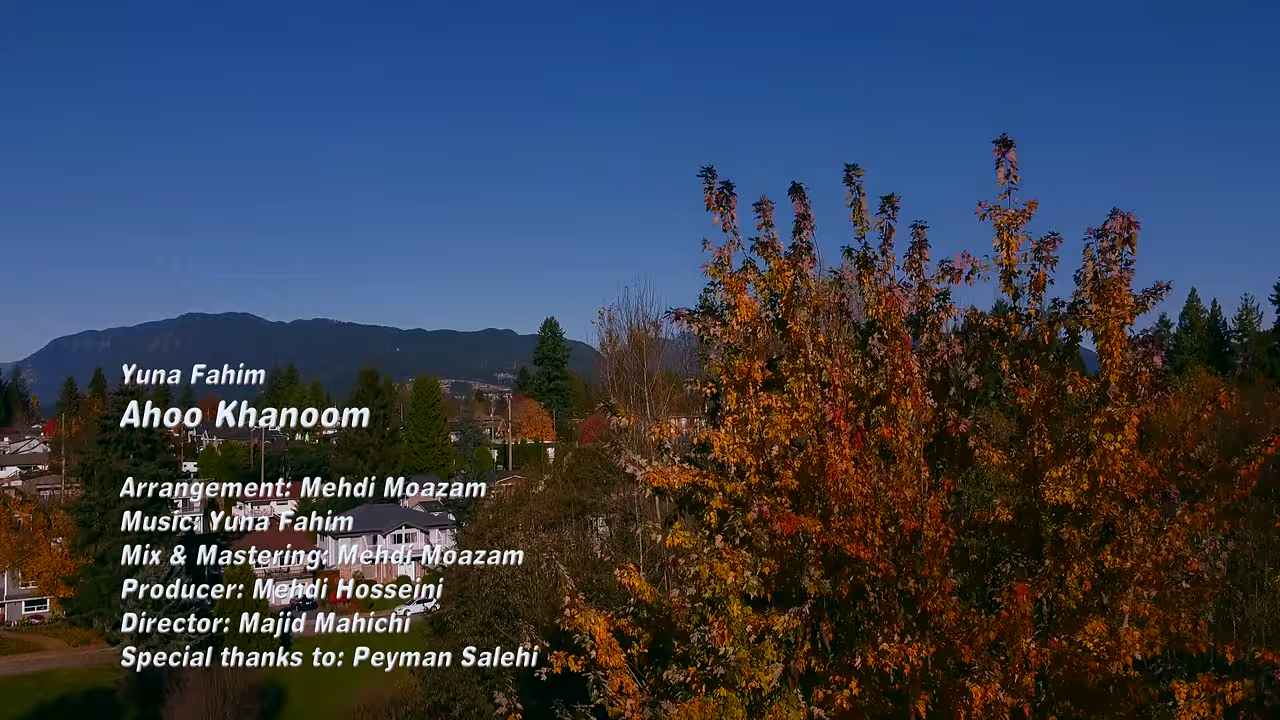 Yuna Fahim
Ahoo Khanoom
Arrangement: Mehdi Moazam
Music: Yuna Fahim
Mix & Mastering: Mehdi Moazam
Producer: Mehdi Hosseini
Director: Majid Mahichi
Special thanks to: Peyman Salehi